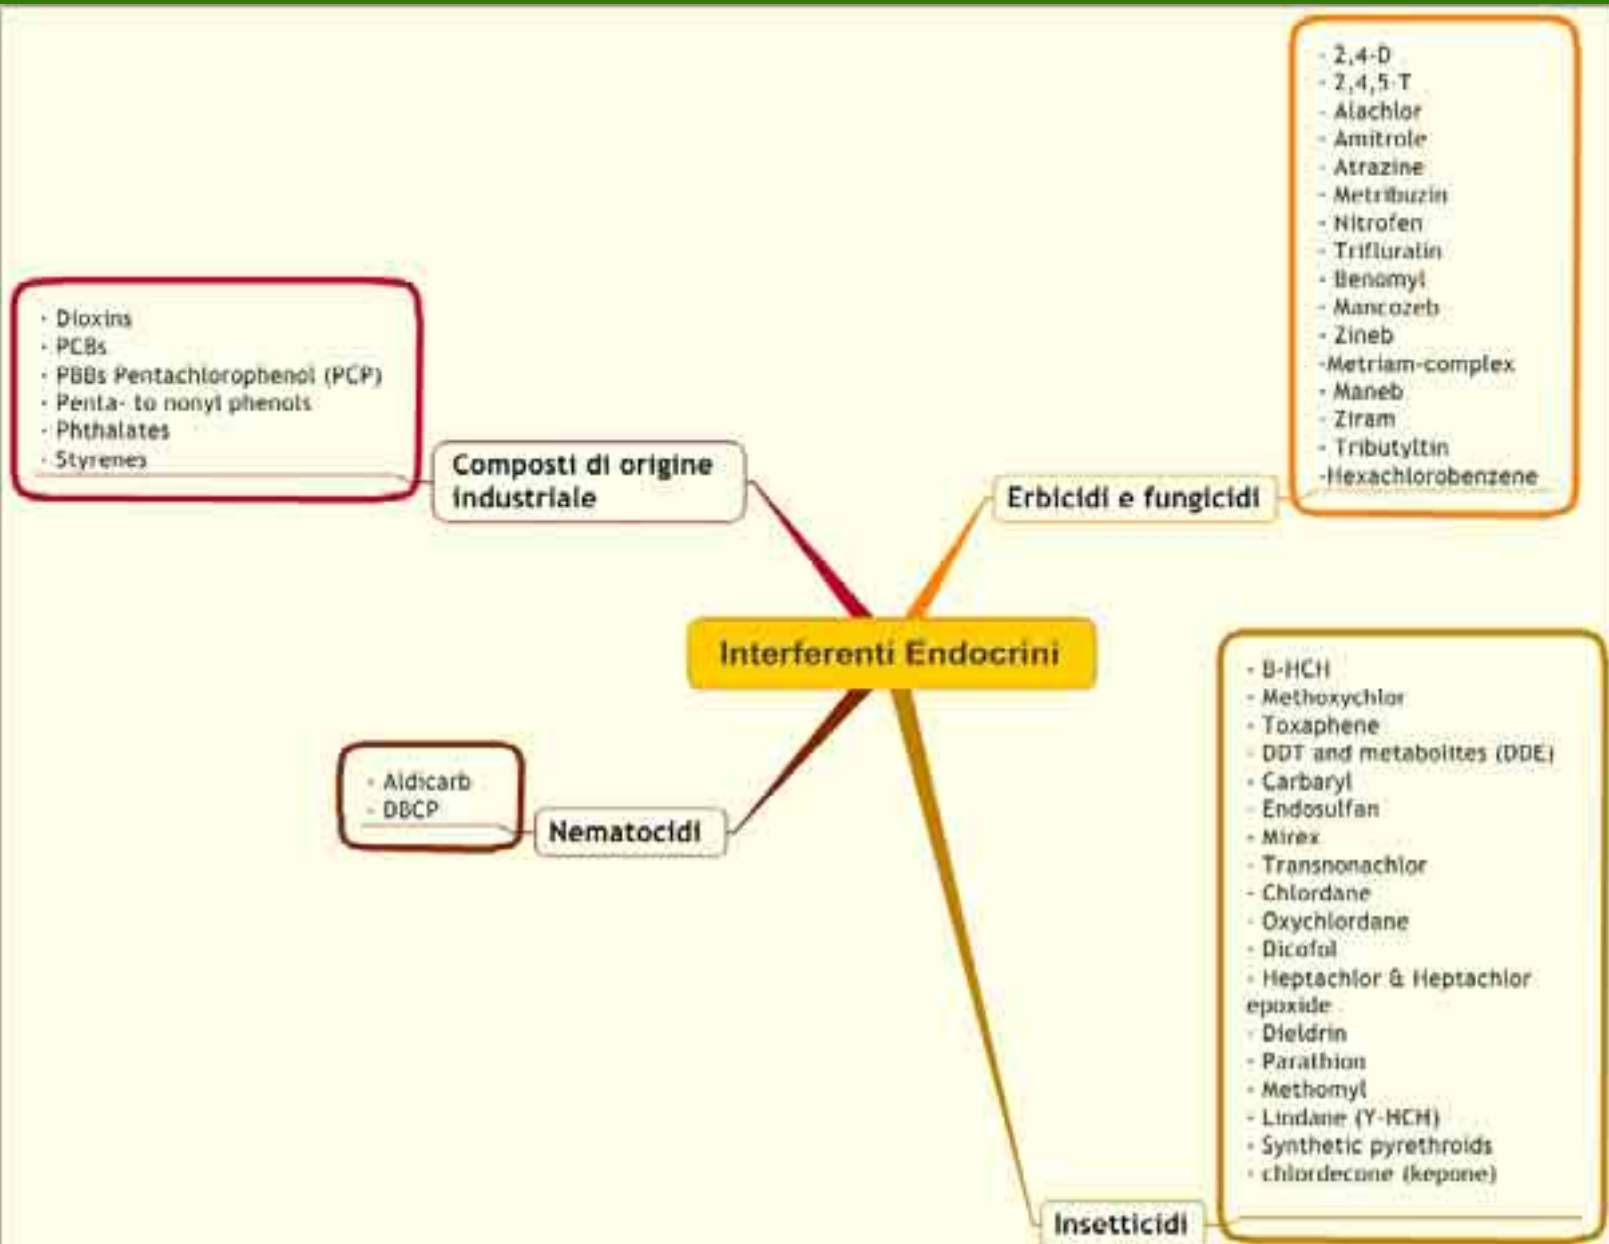 - 2,4-D
- 2,4,5-T
- Alachlor
- Amitrole
- Atrazine
- Metribuzin
- Nitrofen
- Trifluralin
- Benomyl
- Mancozeb
- Zineb
-Metriam-complex
- Maneb
- Ziram
- Tributyltin
-Hexachlorobenzene
Erbicidi e fungicidi
- Dioxins
- PCBs
- PBBs Pentachlorophenol (PCP)
- Penta- to nonyl phenols
- Phthalates
- Styrenes
Composti di origine
industriale
Interferenti Endocrini
- Aldicarb
- DBCP
Nematocidi
- B-HCH
- Methoxychlor
- Toxaphene
- DDT and metabolites (DDE)
- Carbaryl
- Endosulfan
- Mirex
- Transnonachlor
- Chlordane
- Oxychlordane
- Dicofol
- Heptachlor & Heptachlor
epoxide
- Dieldrin
- Parathion
- Methomyl
- Lindane (Y-HCH)
- Synthetic pyrethroids
- chlordecone (kepone)
Insetticidi